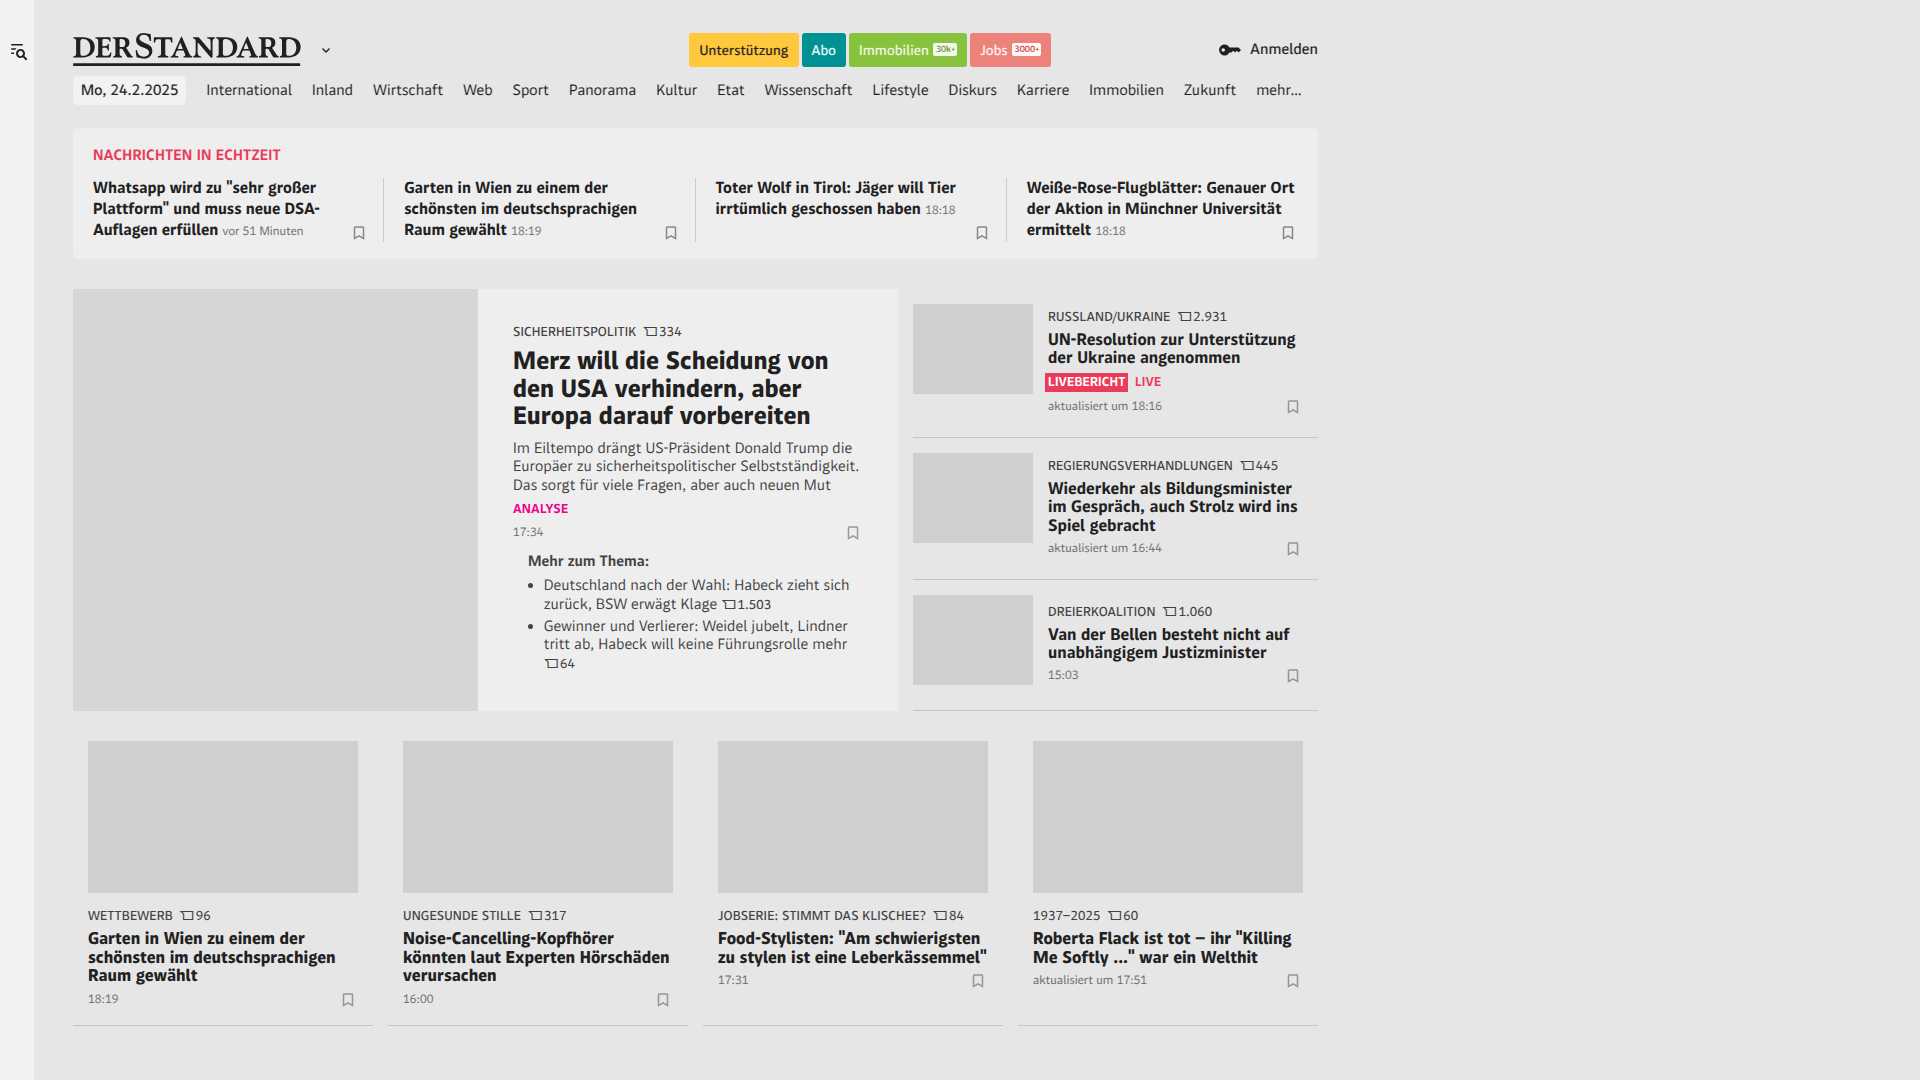 DERSTANDARD
Unterstützung
Abo
Immobilien 30k+
Jobs 3000+
Anmelden
Mo, 24.2.2025
International
Inland
Wirtschaft
Web
Sport
Panorama
Kultur
Etat
Wissenschaft
Lifestyle
Diskurs
Karriere
Immobilien
Zukunft
mehr...
NACHRICHTEN IN ECHTZEIT
Whatsapp wird zu "sehr großer
Plattform" und muss neue DSA-
Auflagen erfüllen vor 51 Minuten
Garten in Wien zu einem der
schönsten im deutschsprachigen
Raum gewählt 18:19
Toter Wolf in Tirol: Jäger will Tier
irrtümlich geschossen haben 18:18
Weiße-Rose-Flugblätter: Genauer Ort
der Aktion in Münchner Universität
ermittelt 18:18
SICHERHEITSPOLITIK 334
Merz will die Scheidung von
den USA verhindern, aber
Europa darauf vorbereiten
Im Eiltempo drängt US-Präsident Donald Trump die
Europäer zu sicherheitspolitischer Selbstständigkeit.
Das sorgt für viele Fragen, aber auch neuen Mut
ANALYSE
17:34
Mehr zum Thema:
• Deutschland nach der Wahl: Habeck zieht sich
zurück, BSW erwägt Klage 1.503
• Gewinner und Verlierer: Weidel jubelt, Lindner
tritt ab, Habeck will keine Führungsrolle mehr
64
RUSSLAND/UKRAINE 2.931
UN-Resolution zur Unterstützung
der Ukraine angenommen
LIVEBERICHT LIVE
aktualisiert um 18:16
REGIERUNGSVERHANDLUNGEN 445
Wiederkehr als Bildungsminister
im Gespräch, auch Strolz wird ins
Spiel gebracht
aktualisiert um 16:44
DREIERKOALITION 1.060
Van der Bellen besteht nicht auf
unabhängigem Justizminister
15:03
WETTBEWERB 96
Garten in Wien zu einem der
schönsten im deutschsprachigen
Raum gewählt
18:19
UNGESUNDE STILLE 317
Noise-Cancelling-Kopfhörer
könnten laut Experten Hörschäden
verursachen
16:00
JOBSERIE: STIMMT DAS KLISCHEE? 84
Food-Stylisten: "Am schwierigsten
zu stylen ist eine Leberkässemmel"
17:31
1937–2025 60
Roberta Flack ist tot – ihr "Killing
Me Softly ..." war ein Welthit
aktualisiert um 17:51